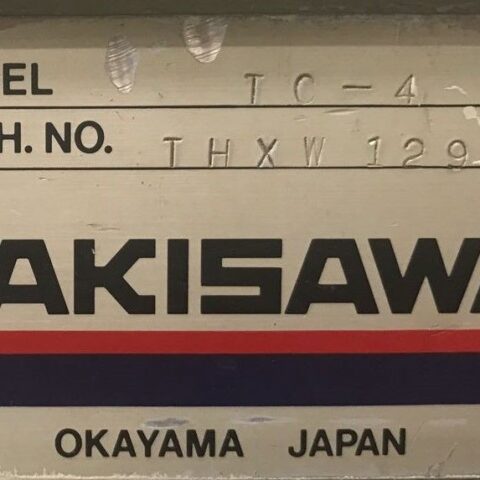 EL TC-4
H. NO. THXW 129
AKISAWA
OKAYAMA JAPAN